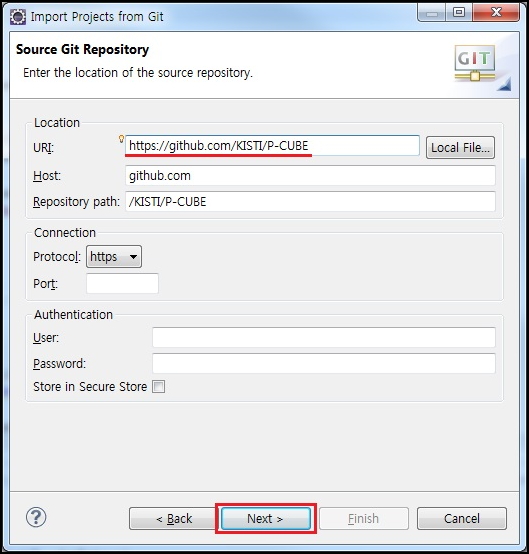 Import Projects from Git
Source Git Repository
Enter the location of the source repository.
GIT
Location
URI:
https://github.com/KISTI/P-CUBE
Local File...
Host:
github.com
Repository path:
/KISTI/P-CUBE
Connection
Protocol:
https
Port:
Authentication
User:
Password:
Store in Secure Store
?
< Back
Next >
Finish
Cancel